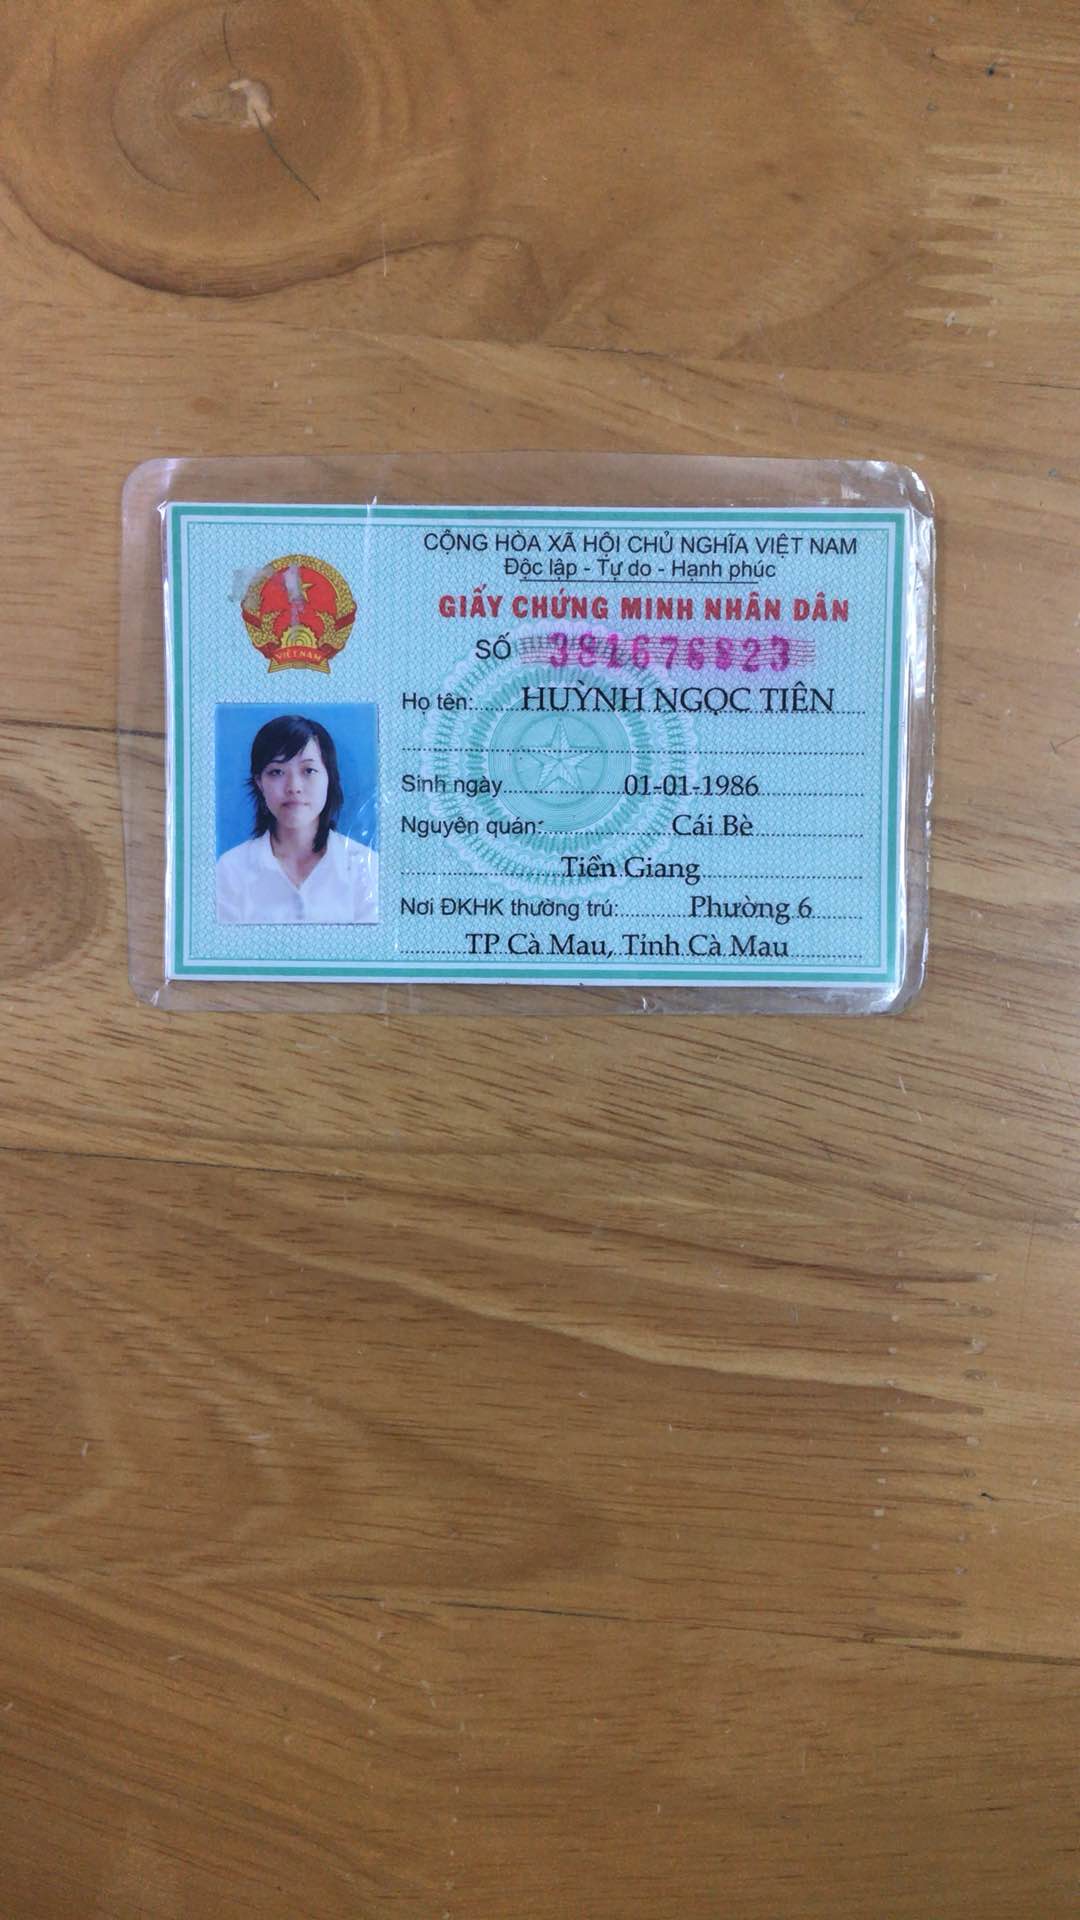 CỘNG HÒA XÃ HỘI CHỦ NGHĨA VIỆT NAM
Độc lập - Tự do - Hạnh phúc
GIẤY CHỨNG MINH NHÂN DÂN
SỐ 381676823
Họ tên: HUỲNH NGỌC TIÊN
Sinh ngày 01-01-1986
Nguyên quán: Cái Bè
Tiền Giang
Nơi ĐKHK thường trú: Phường 6
TP Cà Mau, Tỉnh Cà Mau
VIỆT NAM